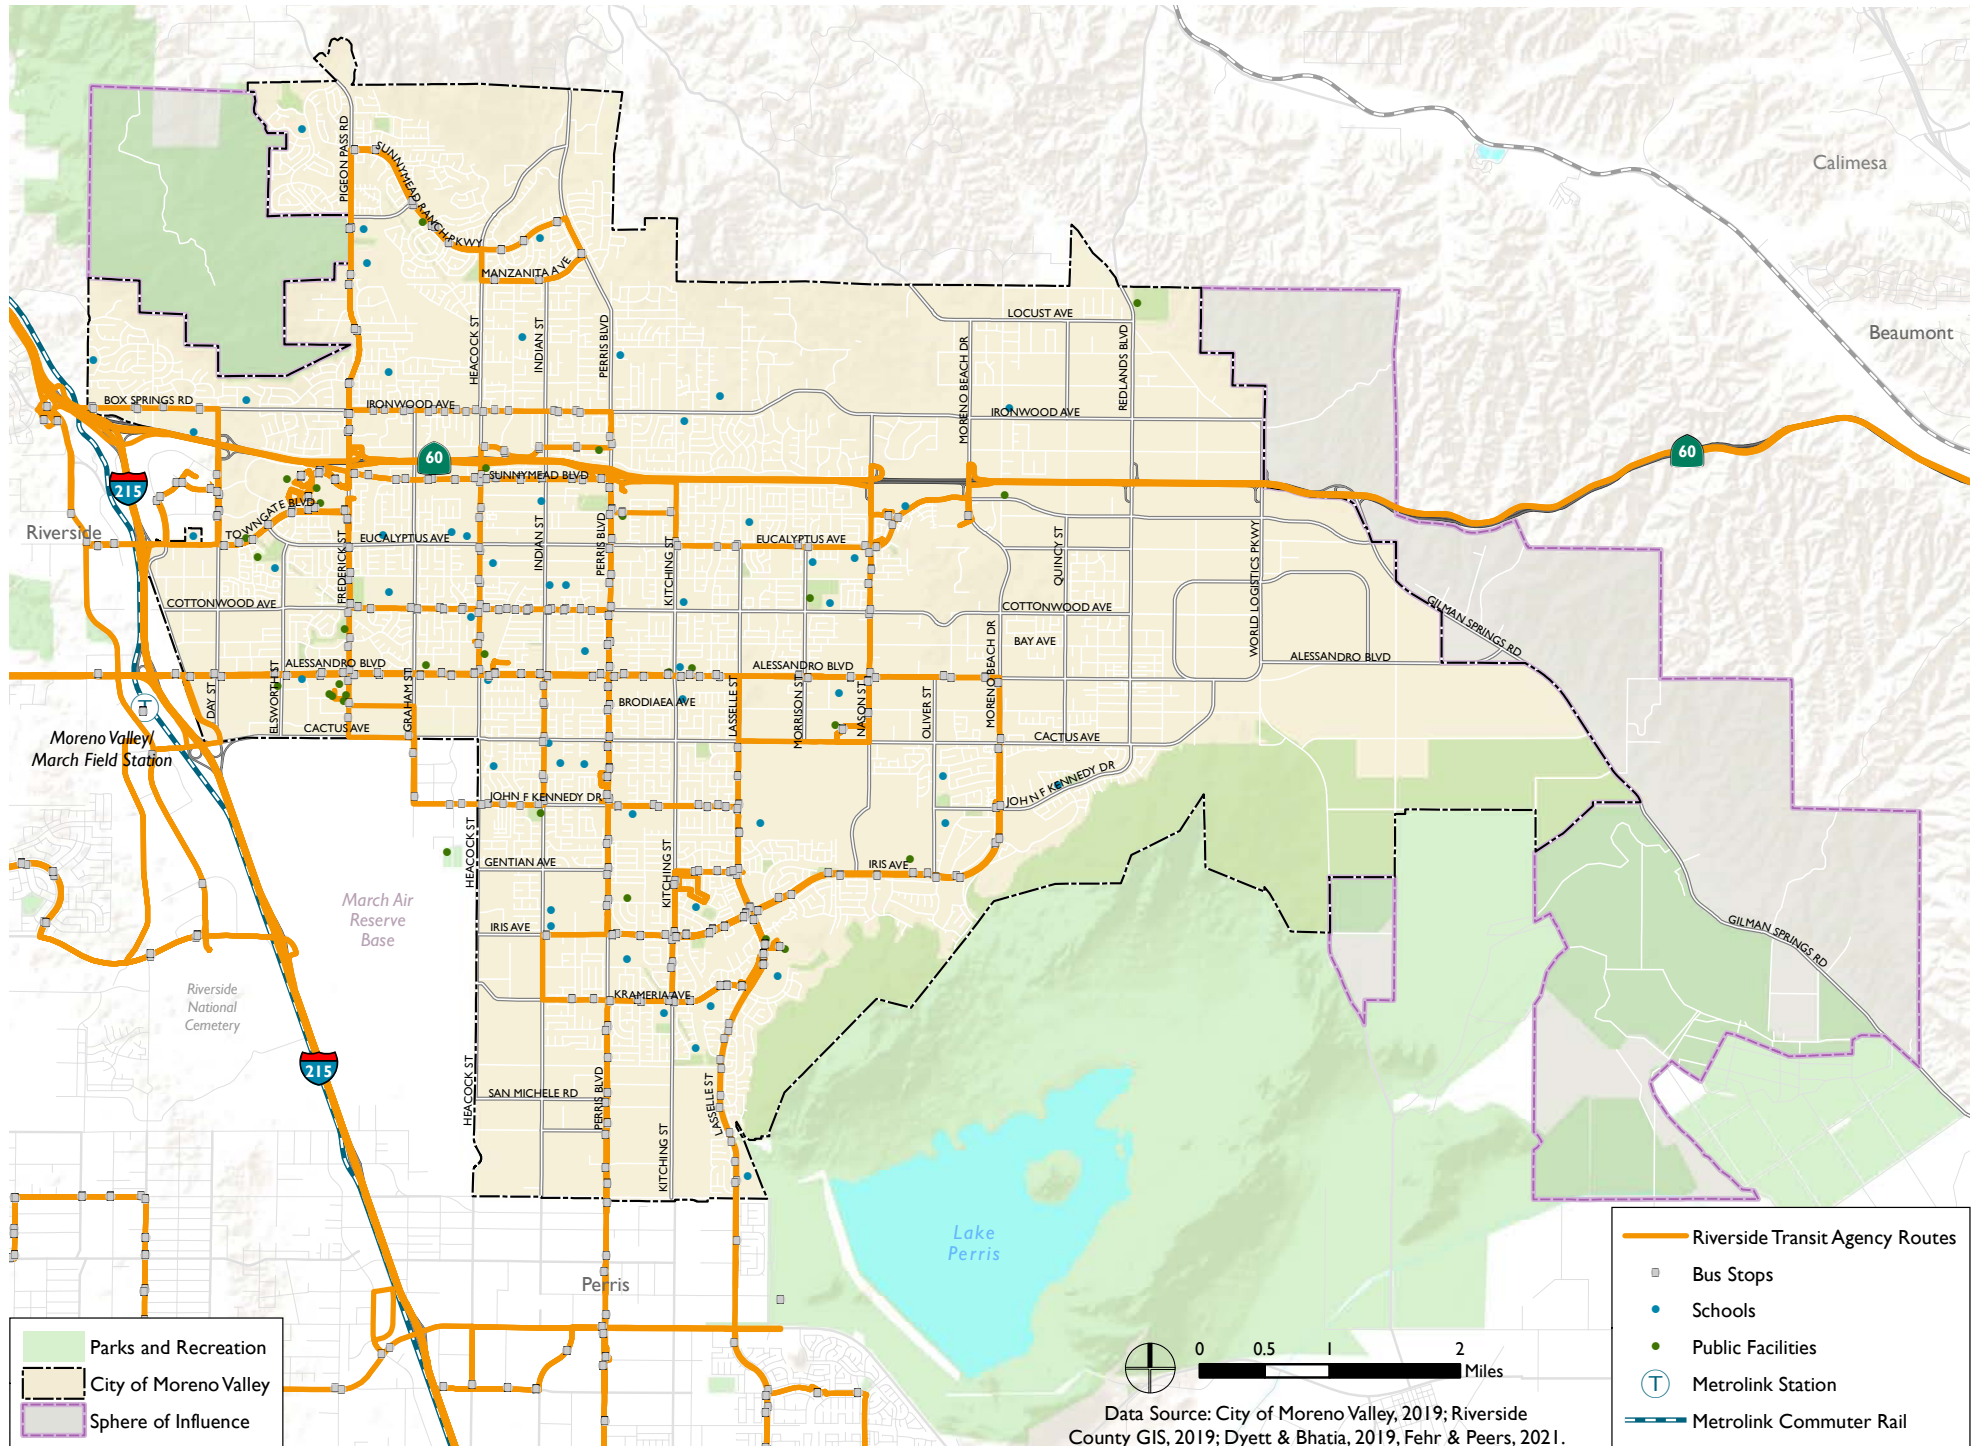 Calimesa
Beaumont
PIGEON PASS RD
SUNNYMEAD RANCH PKWY
MANZANITA AVE
HEACOCK ST
INDIAN ST
PERRIS BLVD
LOCUST AVE
MORENO BEACH DR
REDLANDS BLVD
BOX SPRINGS RD
IRONWOOD AVE
IRONWOOD AVE
60
60
SUNNYMEAD BLVD
215
TOWNGATE BLVD
Riverside
EUCALYPTUS AVE
EUCALYPTUS AVE
FREDERICK ST
INDIAN ST
PERRIS BLVD
KITCHING ST
QUINCY ST
WORLD LOGISTICS PKWY
COTTONWOOD AVE
COTTONWOOD AVE
GILMAN SPRINGS RD
BAY AVE
MORENO BEACH DR
ALESSANDRO BLVD
ALESSANDRO BLVD
ALESSANDRO BLVD
DAY ST
ELSWORTH ST
GRAHAM ST
BRODIAEA AVE
LASSELLE ST
MORRISON ST
NASON ST
OLIVER ST
CACTUS AVE
CACTUS AVE
Moreno Valley/
March Field Station
T
JOHN F KENNEDY DR
JOHN F KENNEDY DR
HEACOCK ST
GENTIAN AVE
KITCHING ST
IRIS AVE
March Air
Reserve
Base
IRIS AVE
GILMAN SPRINGS RD
Riverside
National
Cemetery
KRAMERIA AVE
215
HEACOCK ST
SAN MICHELE RD
PERRIS BLVD
KITCHING ST
LASSELLE ST
Lake
Perris
Perris
Parks and Recreation
City of Moreno Valley
Sphere of Influence
0 0.5 1 2
Miles
Data Source: City of Moreno Valley, 2019; Riverside
County GIS, 2019; Dyett & Bhatia, 2019, Fehr & Peers, 2021.
Riverside Transit Agency Routes
Bus Stops
Schools
Public Facilities
T Metrolink Station
Metrolink Commuter Rail